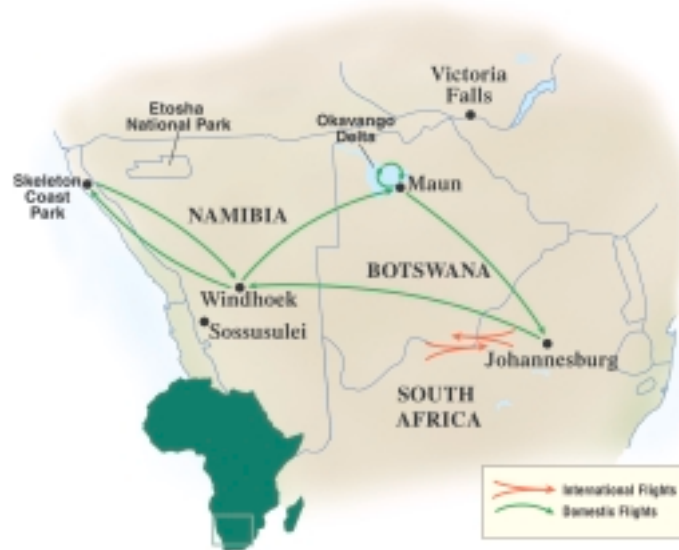 Victoria
Falls
Etosha
National Park
Okavango
Delta
Skeleton
Coast
Park
Maun
NAMIBIA
BOTSWANA
Windhoek
Sossusulei
Johannesburg
SOUTH
AFRICA
International Flights
Domestic Flights